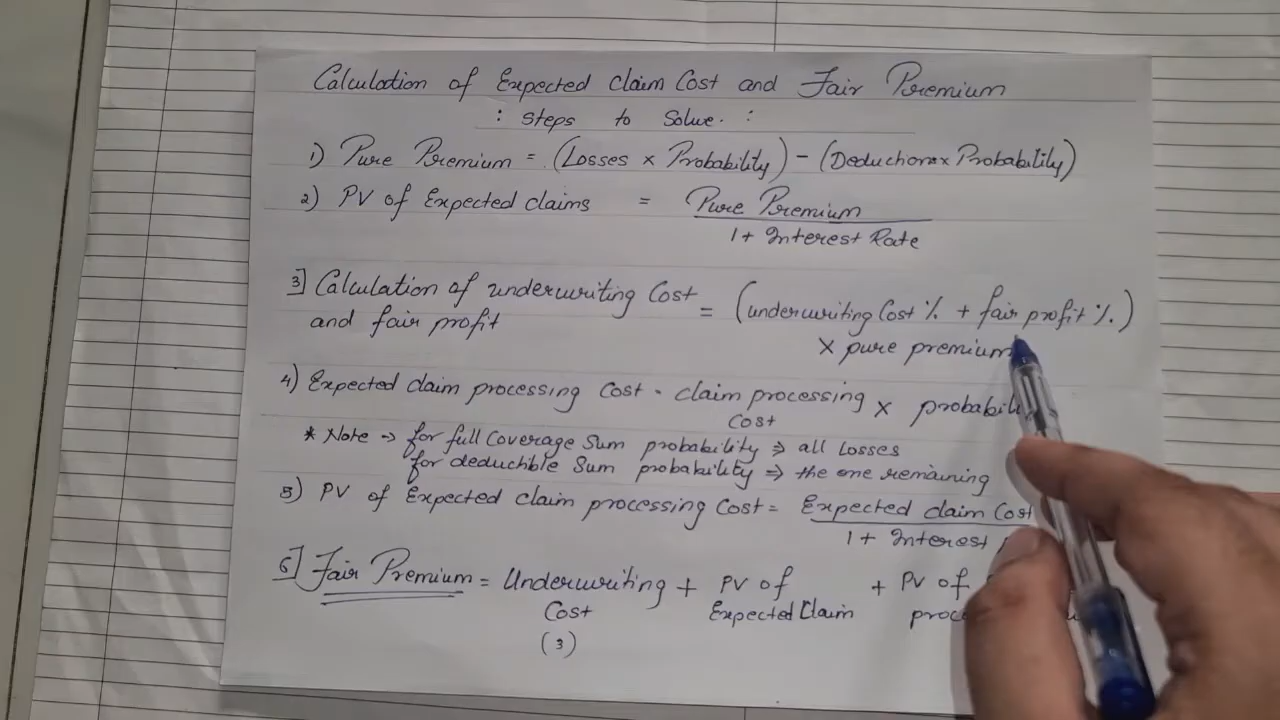 Calculation of Expected Claim Cost and Fair Premium
: Steps to Solve. :
1) Pure Premium = (Losses x Probability) - (Deductions x Probability)
2) PV of Expected claims = Pure Premium
1 + Interest Rate
3] Calculation of underwriting Cost = (underwriting Cost % + fair profit %.)
and fair profit x pure premium
4) Expected claim processing Cost - claim processing x
Cost
* Note → for full coverage Sum probability ⇒ all Losses
for deductible Sum probability ⇒ the one remaining
5) PV of Expected claim processing Cost = Expected claim Cost
1 + Interest
6] Fair Premium = Underwriting + PV of + PV of
Cost Expected Claim
(3)